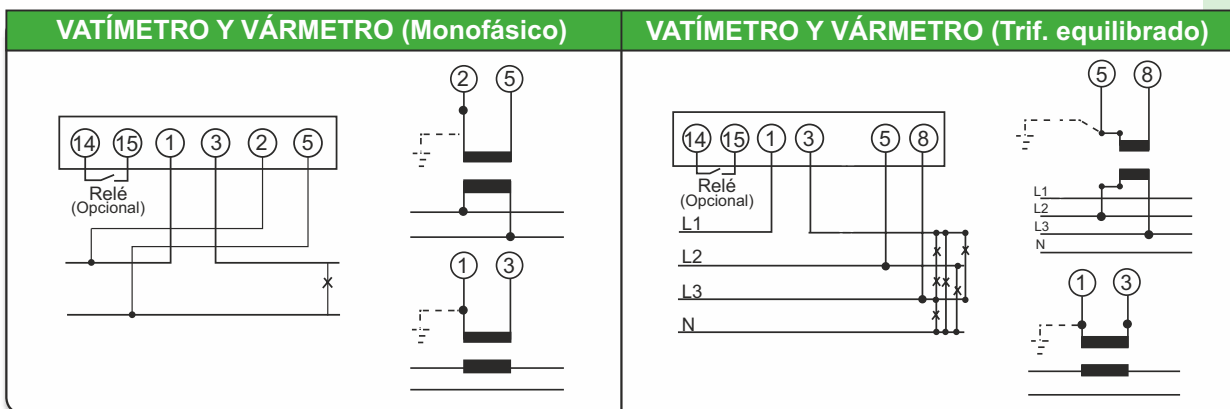 VATÍMETRO Y VÁRMETRO (Monofásico)
2 5
14 15 1 3 2 5
Relé
(Opcional)
1 3
VATÍMETRO Y VÁRMETRO (Trif. equilibrado)
5 8
14 15 1 3 5 8
Relé
(Opcional)
L1
L2
L3
N
L1
L2
L3
N
1 3